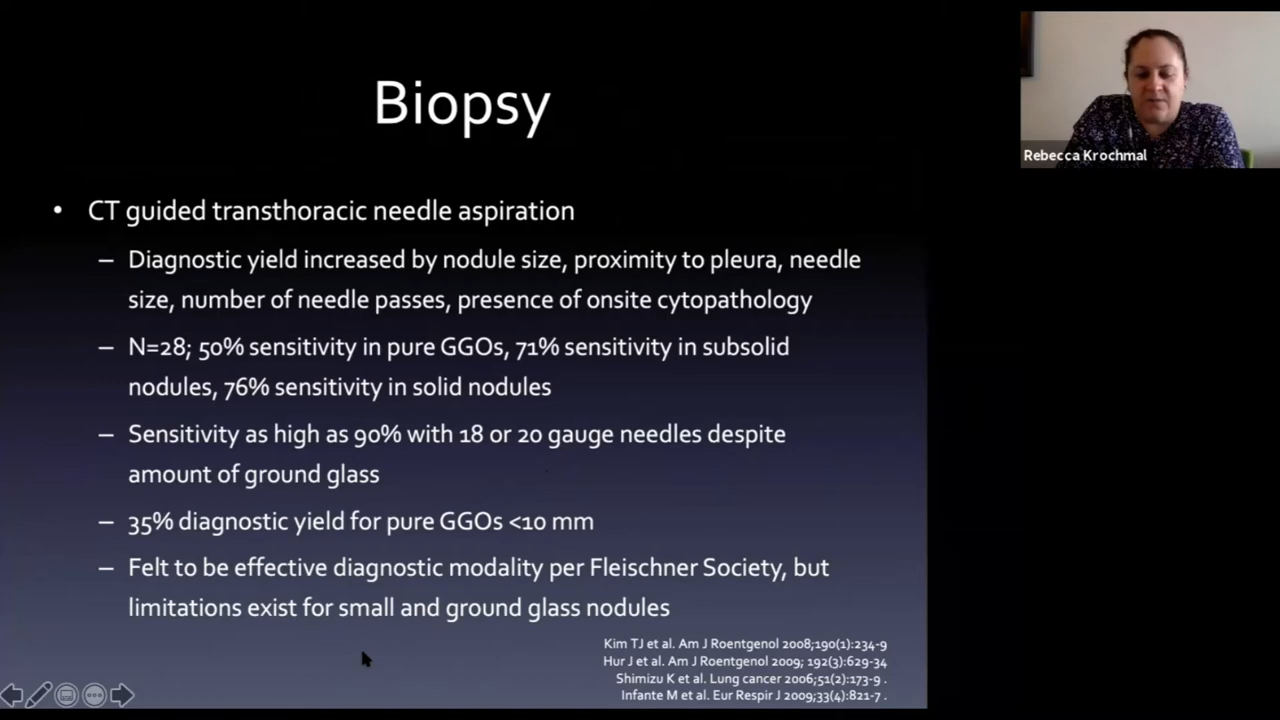 Biopsy
Rebecca Krochmal
• CT guided transthoracic needle aspiration
– Diagnostic yield increased by nodule size, proximity to pleura, needle
size, number of needle passes, presence of onsite cytopathology
– N=28; 50% sensitivity in pure GGOs, 71% sensitivity in subsolid
nodules, 76% sensitivity in solid nodules
– Sensitivity as high as 90% with 18 or 20 gauge needles despite
amount of ground glass
– 35% diagnostic yield for pure GGOs <10 mm
– Felt to be effective diagnostic modality per Fleischner Society, but
limitations exist for small and ground glass nodules
Kim TJ et al. Am J Roentgenol 2008;190(1):234-9
Hur J et al. Am J Roentgenol 2009; 192(3):629-34
Shimizu K et al. Lung cancer 2006;51(2):173-9 .
Infante M et al. Eur Respir J 2009;33(4):821-7 .